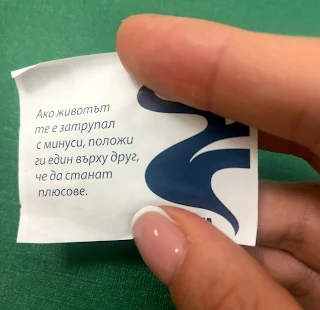 Ако животът
те е затрупал
с минуси, положи
ги един върху друг,
че да станат
плюсове.